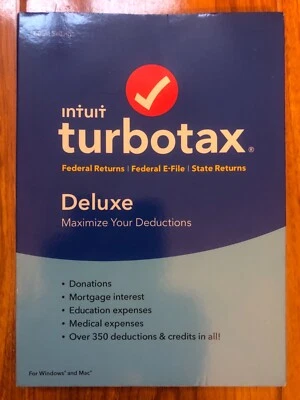 intuit
turbotax®
Federal Returns | Federal E-File | State Returns
Deluxe
Maximize Your Deductions
• Donations
• Mortgage interest
• Education expenses
• Medical expenses
• Over 350 deductions & credits in all!
For Windows® and Mac®